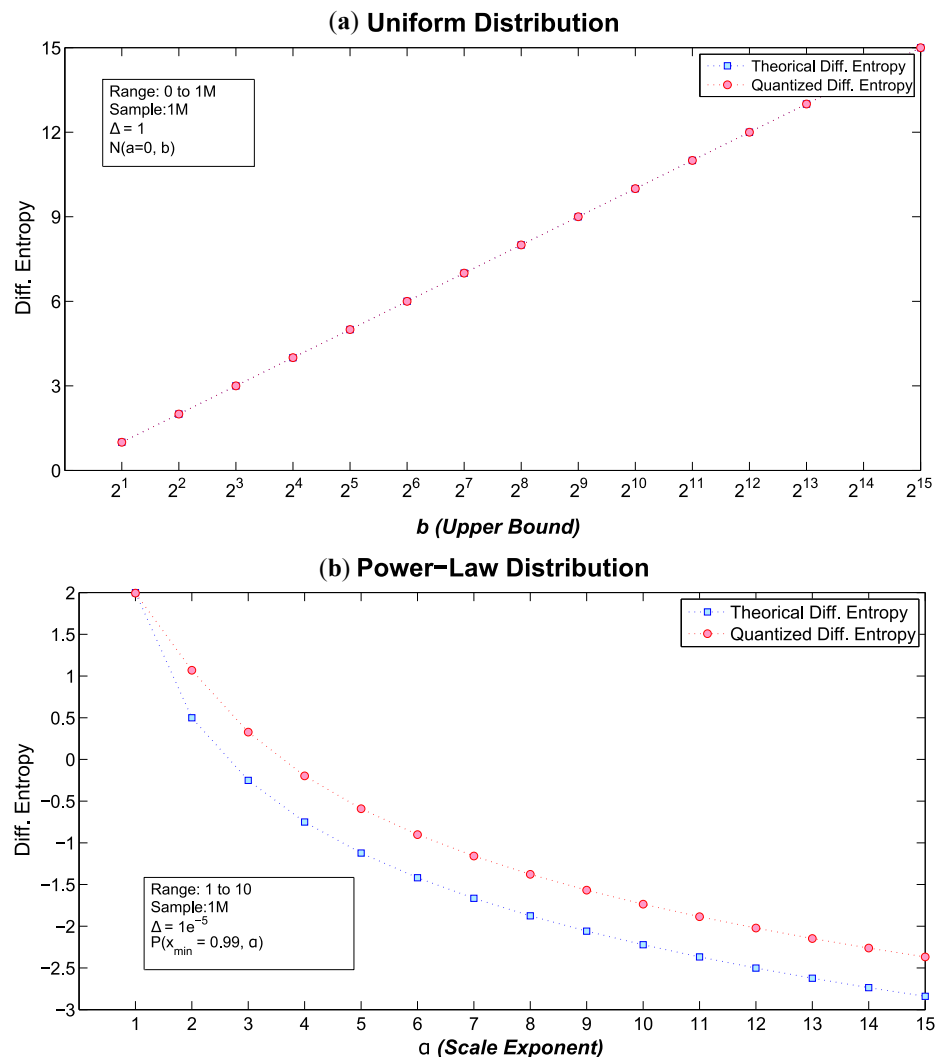 (a) Uniform Distribution
15
12
9
6
3
0
Diff. Entropy
Range: 0 to 1M
Sample:1M
Δ = 1
N(a=0, b)
Theorical Diff. Entropy
Quantized Diff. Entropy
2^1 2^2 2^3 2^4 2^5 2^6 2^7 2^8 2^9 2^10 2^11 2^12 2^13 2^14 2^15
b (Upper Bound)
(b) Power−Law Distribution
2
1.5
1
0.5
0
−0.5
−1
−1.5
−2
−2.5
−3
Diff. Entropy
Theorical Diff. Entropy
Quantized Diff. Entropy
Range: 1 to 10
Sample:1M
Δ = 1e^−5
P(x_min = 0.99, α)
1 2 3 4 5 6 7 8 9 10 11 12 13 14 15
α (Scale Exponent)